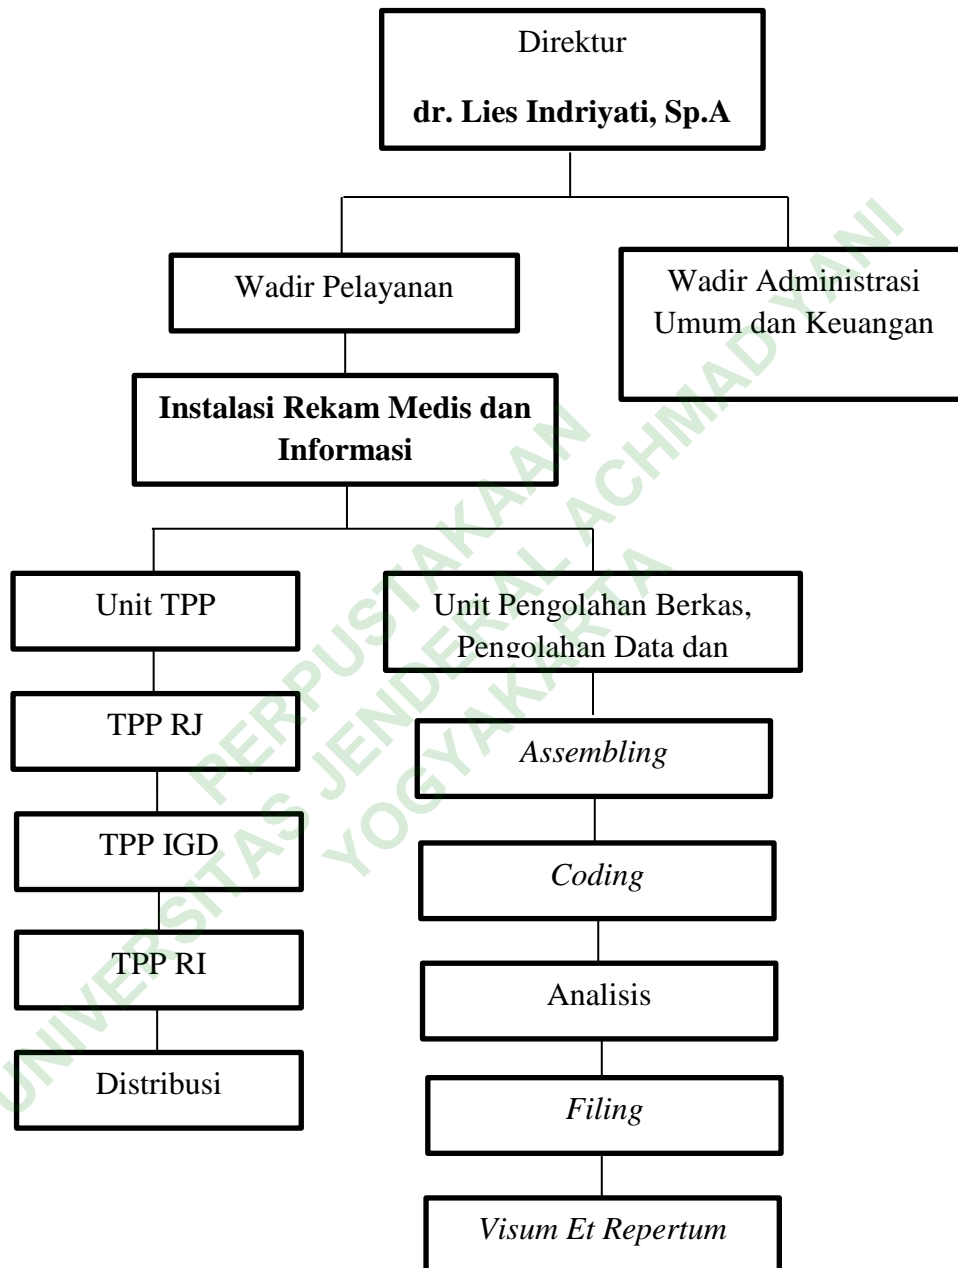 Direktur
dr. Lies Indriyati, Sp.A
Wadir Pelayanan
Wadir Administrasi
Umum dan Keuangan
Instalasi Rekam Medis dan
Informasi
Unit TPP
Unit Pengolahan Berkas,
Pengolahan Data dan
TPP RJ
Assembling
TPP IGD
Coding
TPP RI
Analisis
Distribusi
Filing
Visum Et Repertum
PERPUSTAKAAN
UNIVERSITAS JENDERAL ACHMAD YANI
YOGYAKARTA